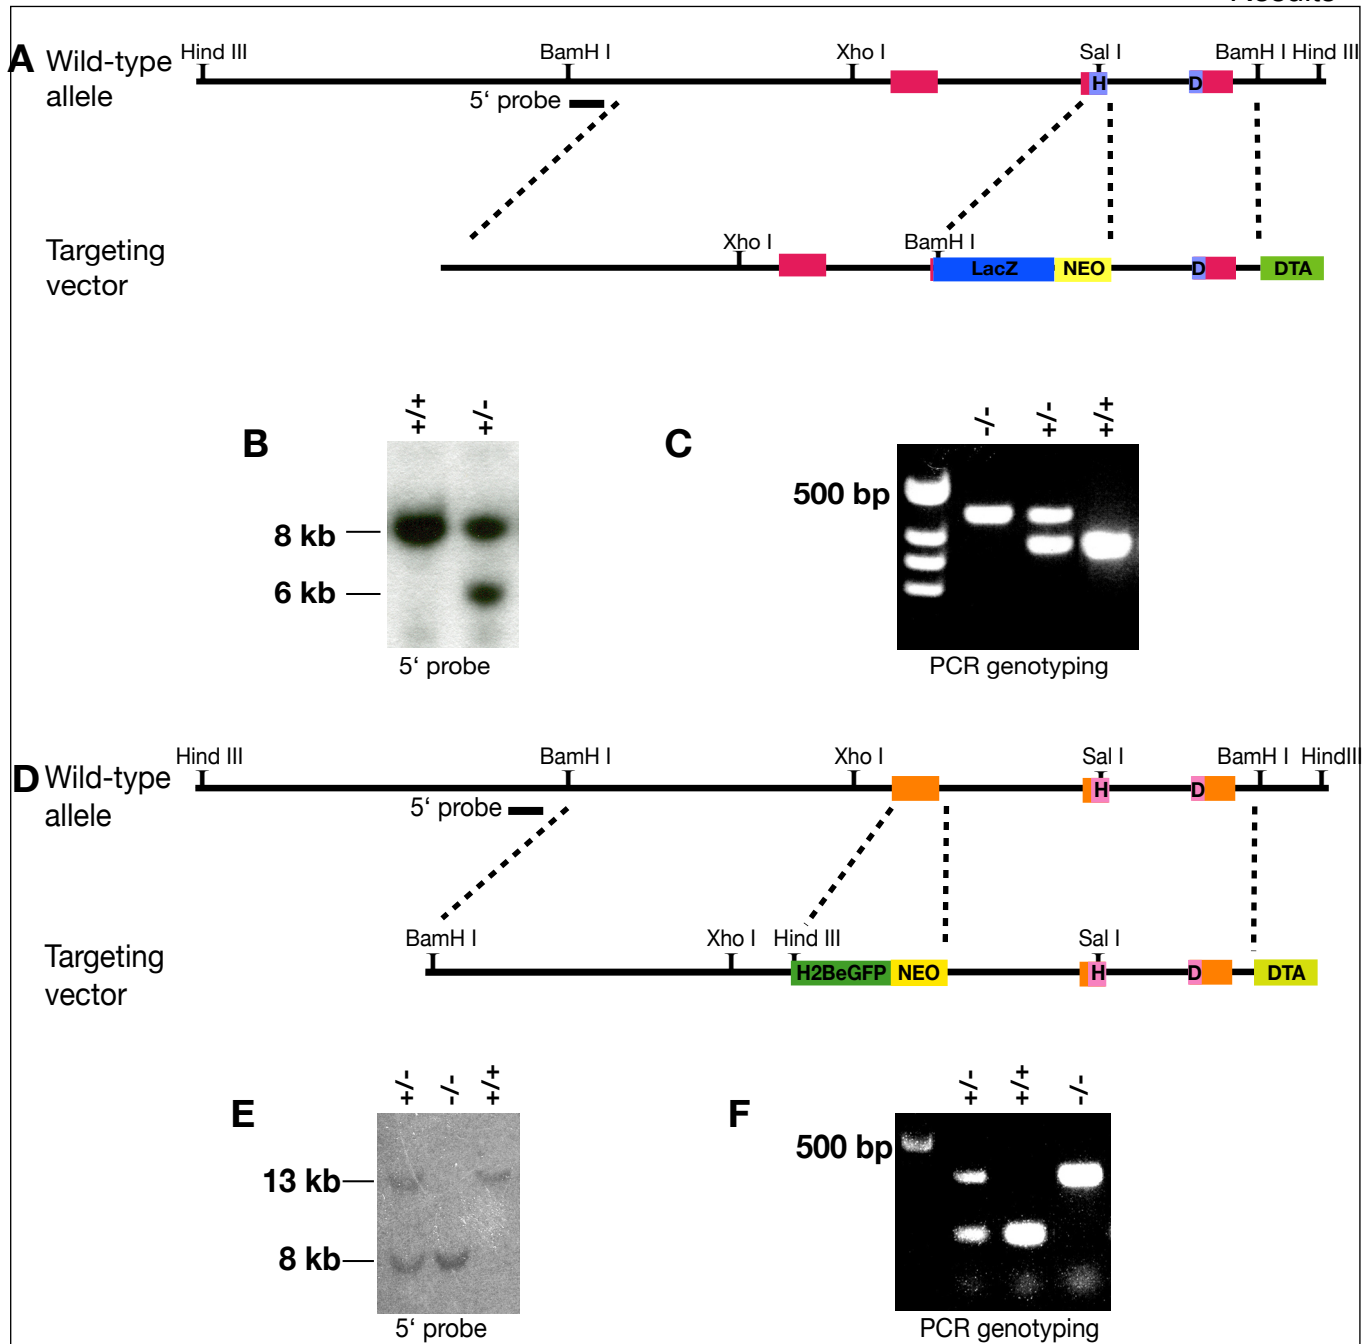 A Wild-type allele
Hind III BamH I Xho I Sal I BamH I Hind III
H D
5‘ probe
Targeting vector
Xho I BamH I
LacZ NEO D DTA
B
+/+ +/-
8 kb
6 kb
5‘ probe
C
-/- +/- +/+
500 bp
PCR genotyping
D Wild-type allele
Hind III BamH I Xho I Sal I BamH I HindIII
H D
5‘ probe
Targeting vector
BamH I Xho I Hind III Sal I
H2BeGFP NEO H D DTA
E
+/- -/- +/+
13 kb
8 kb
5‘ probe
F
+/- +/+ -/-
500 bp
PCR genotyping